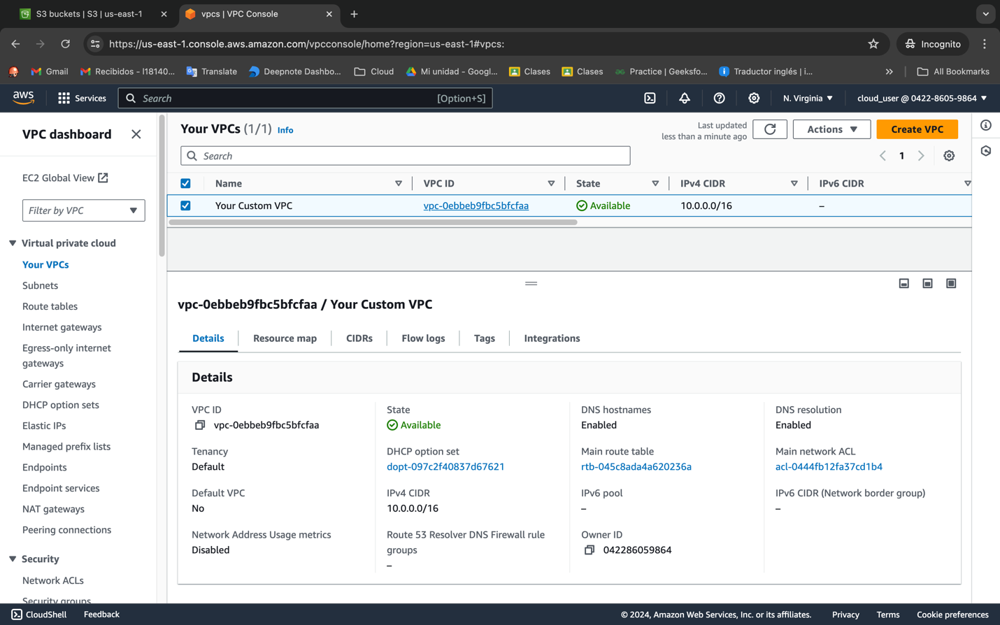 S3 buckets | S3 | us-east-1
vpcs | VPC Console
https://us-east-1.console.aws.amazon.com/vpcconsole/home?region=us-east-1#vpcs:
Incognito
Gmail
Recibidos - l18140...
Translate
Deepnote Dashbo...
Cloud
Mi unidad - Googl...
Clases
Clases
Practice | Geeksfo...
Traductor inglés | i...
All Bookmarks
aws
Services
Search
[Option+S]
N. Virginia
cloud_user @ 0422-8605-9864
VPC dashboard
EC2 Global View
Filter by VPC
Virtual private cloud
Your VPCs
Subnets
Route tables
Internet gateways
Egress-only internet
gateways
Carrier gateways
DHCP option sets
Elastic IPs
Managed prefix lists
Endpoints
Endpoint services
NAT gateways
Peering connections
Security
Network ACLs
Security groups
Your VPCs (1/1) Info
Last updated
less than a minute ago
Actions
Create VPC
Search
1
Name
VPC ID
State
IPv4 CIDR
IPv6 CIDR
Your Custom VPC
vpc-0ebbeb9fbc5bfcfaa
Available
10.0.0.0/16
–
vpc-0ebbeb9fbc5bfcfaa / Your Custom VPC
Details
Resource map
CIDRs
Flow logs
Tags
Integrations
Details
VPC ID
vpc-0ebbeb9fbc5bfcfaa
State
Available
DNS hostnames
Enabled
DNS resolution
Enabled
Tenancy
Default
DHCP option set
dopt-097c2f40837d67621
Main route table
rtb-045c8ada4a620236a
Main network ACL
acl-0444fb12fa37cd1b4
Default VPC
No
IPv4 CIDR
10.0.0.0/16
IPv6 pool
–
IPv6 CIDR (Network border group)
–
Network Address Usage metrics
Disabled
Route 53 Resolver DNS Firewall rule
groups
–
Owner ID
042286059864
CloudShell
Feedback
© 2024, Amazon Web Services, Inc. or its affiliates.
Privacy
Terms
Cookie preferences